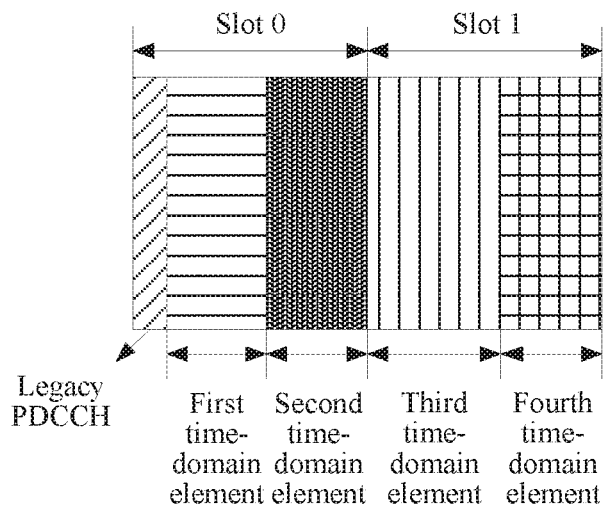 Slot 0
Slot 1
Legacy
PDCCH
First
time-
domain
element
Second
time-
domain
element
Third
time-
domain
element
Fourth
time-
domain
element